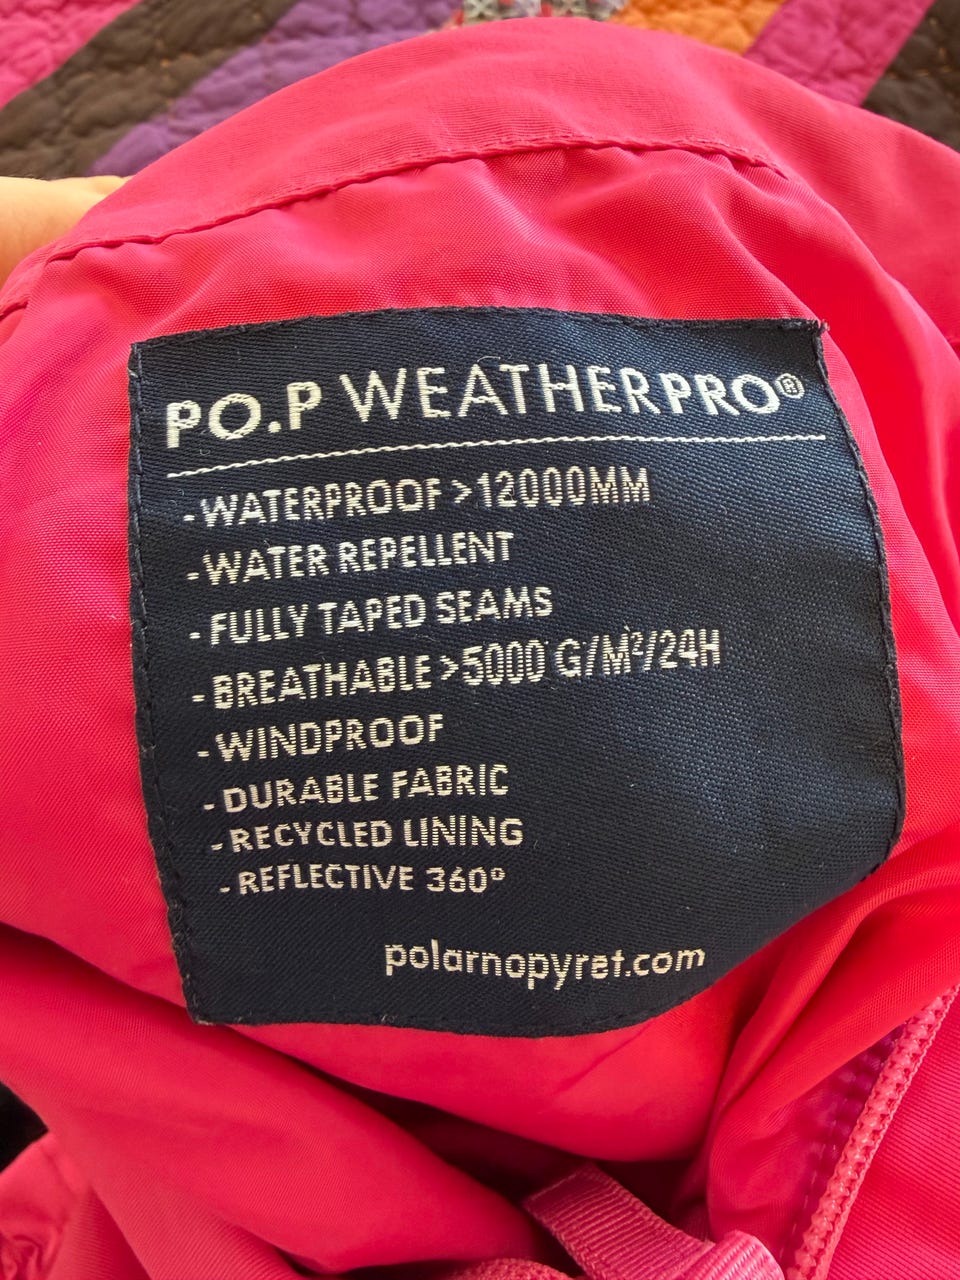 PO.P WEATHERPRO®
-WATERPROOF >12000MM
-WATER REPELLENT
-FULLY TAPED SEAMS
-BREATHABLE >5000 G/M²/24H
-WINDPROOF
-DURABLE FABRIC
-RECYCLED LINING
-REFLECTIVE 360°
polarnopyret.com